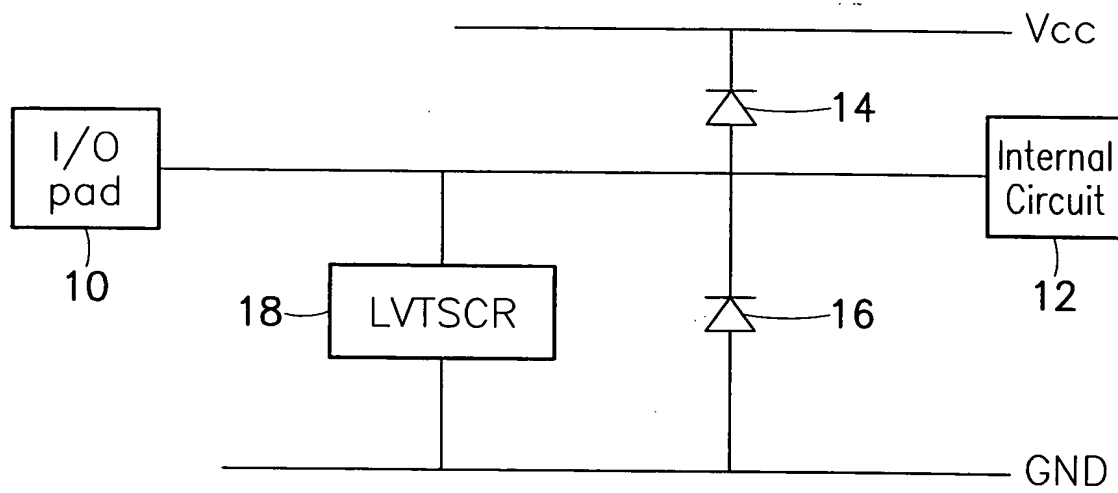 Vcc
14
I/O
pad
Internal
Circuit
10
12
18
LVTSCR
16
GND